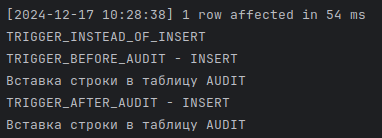 [2024-12-17 10:28:38] 1 row affected in 54 ms
TRIGGER_INSTEAD_OF_INSERT
TRIGGER_BEFORE_AUDIT - INSERT
Вставка строки в таблицу AUDIT
TRIGGER_AFTER_AUDIT - INSERT
Вставка строки в таблицу AUDIT